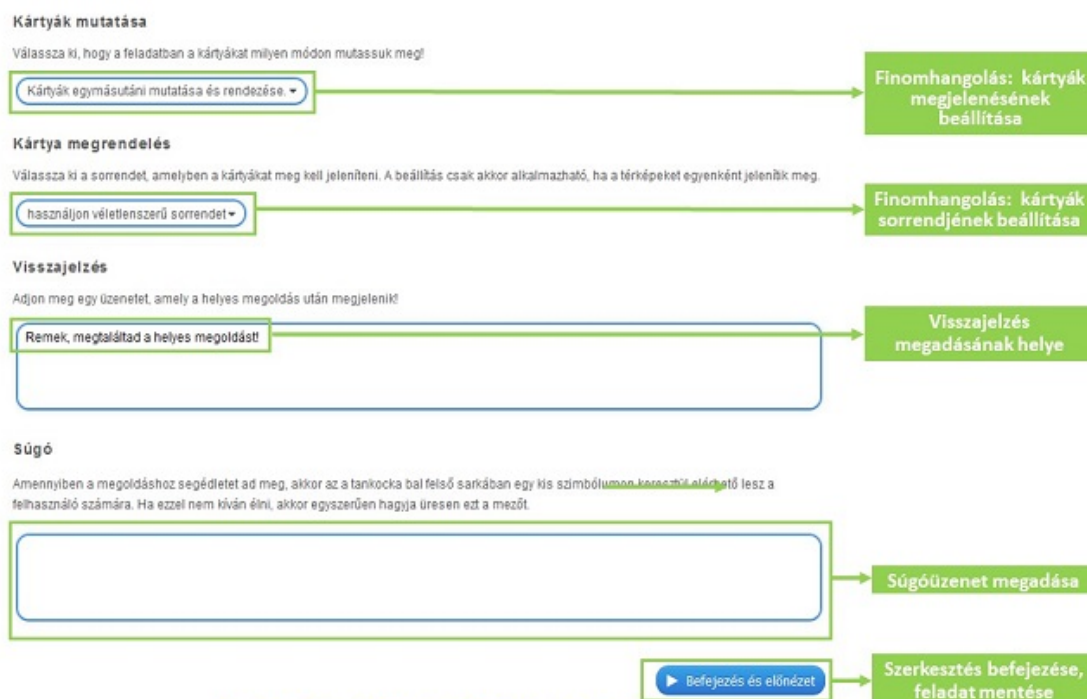 Kártyák mutatása
Válassza ki, hogy a feladatban a kártyákat milyen módon mutassuk meg!
Kártyák egymásutáni mutatása és rendezése.
Finomhangolás: kártyák
megjelenésének
beállítása
Kártya megrendelés
Válassza ki a sorrendet, amelyben a kártyákat meg kell jeleníteni. A beállítás csak akkor alkalmazható, ha a térképeket egyenként jelenítik meg.
használjon véletlenszerű sorrendet
Finomhangolás: kártyák
sorrendjének beállítása
Visszajelzés
Adjon meg egy üzenetet, amely a helyes megoldás után megjelenik!
Remek, megtaláltad a helyes megoldást!
Visszajelzés
megadásának helye
Súgó
Amennyiben a megoldáshoz segédletet ad meg, akkor az a tankocka bal felső sarkában egy kis szimbólumon keresztül elérhető lesz a
felhasználó számára. Ha ezzel nem kíván élni, akkor egyszerűen hagyja üresen ezt a mezőt.
Súgóüzenet megadása
Befejezés és előnézet
Szerkesztés befejezése,
feladat mentése